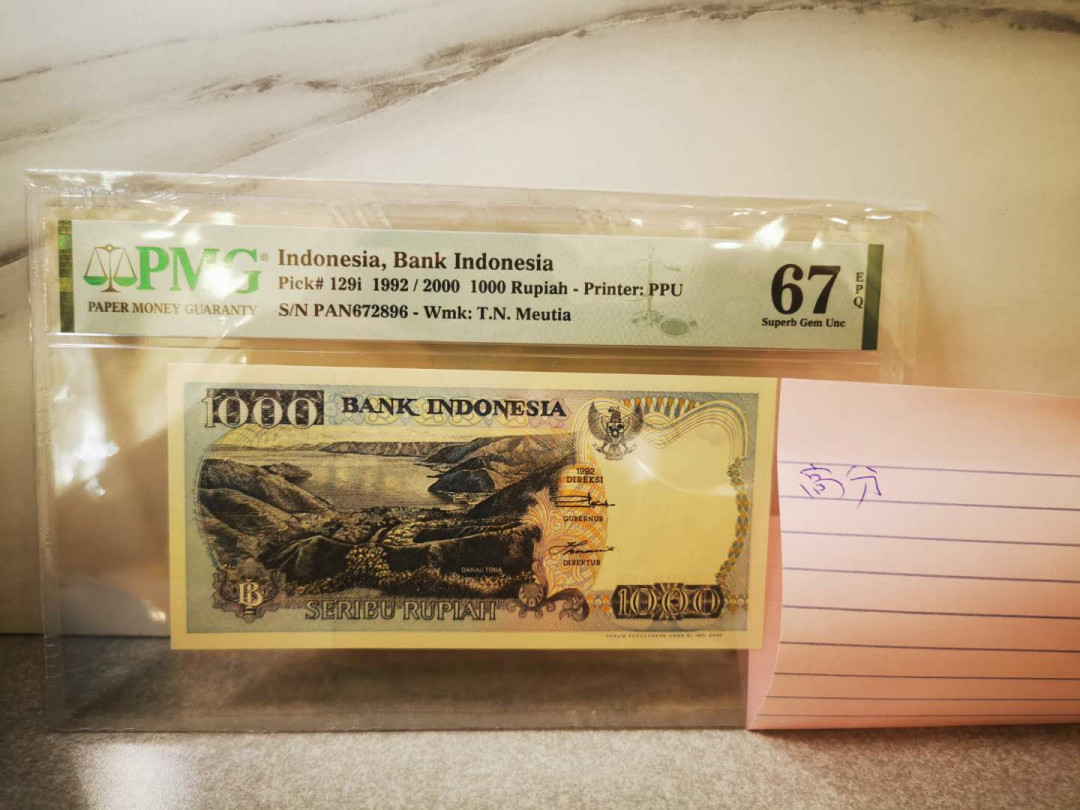 PMG®
PAPER MONEY GUARANTY
Indonesia, Bank Indonesia
Pick# 129i 1992 / 2000 1000 Rupiah - Printer: PPU
S/N PAN672896 - Wmk: T.N. Meutia
67
EPQ
Superb Gem Unc
1000
BANK INDONESIA
1992
DIREKSI
GUBERNUR
DIREKTUR
DANAU TOBA
SERIBU RUPIAH
1000
高分